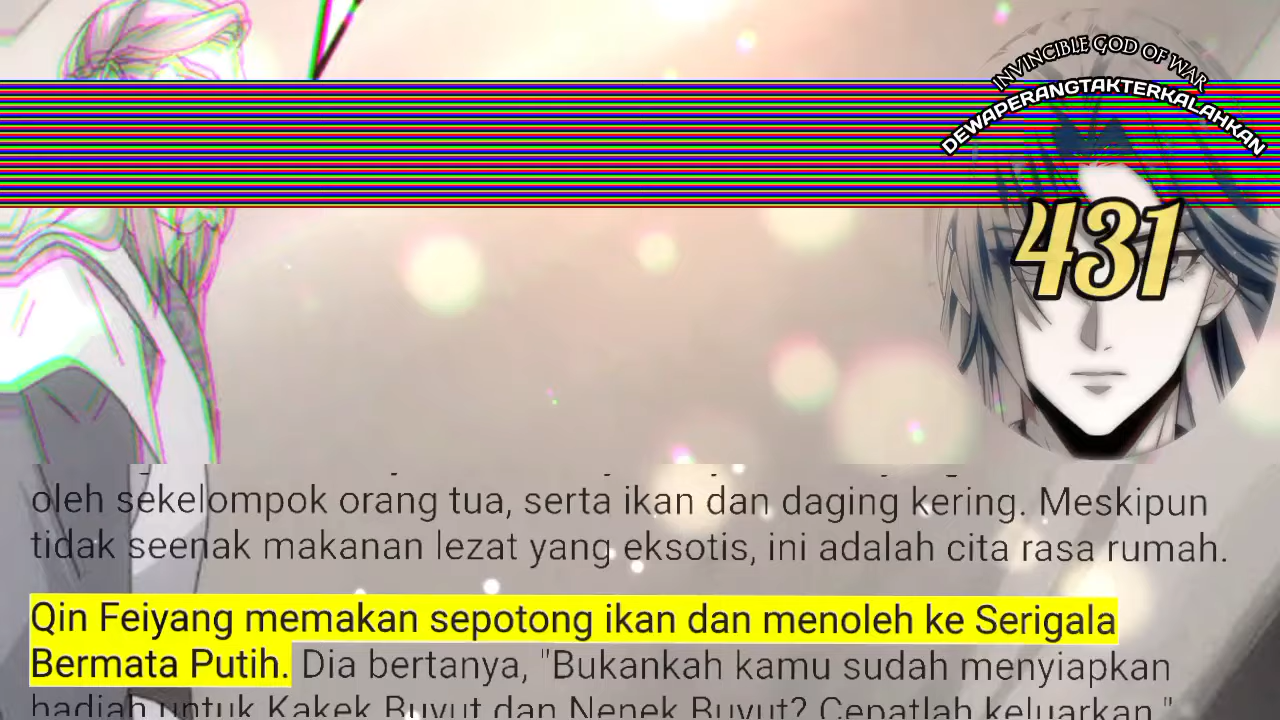 INVINCIBLE GOD OF WAR
DEWAPERANGTAKTERKALAHKAN
431
oleh sekelompok orang tua, serta ikan dan daging kering. Meskipun
tidak seenak makanan lezat yang eksotis, ini adalah cita rasa rumah.
Qin Feiyang memakan sepotong ikan dan menoleh ke Serigala
Bermata Putih. Dia bertanya, "Bukankah kamu sudah menyiapkan
hadiah untuk Kakek Buyut dan Nenek Buyut? Cepatlah keluarkan."